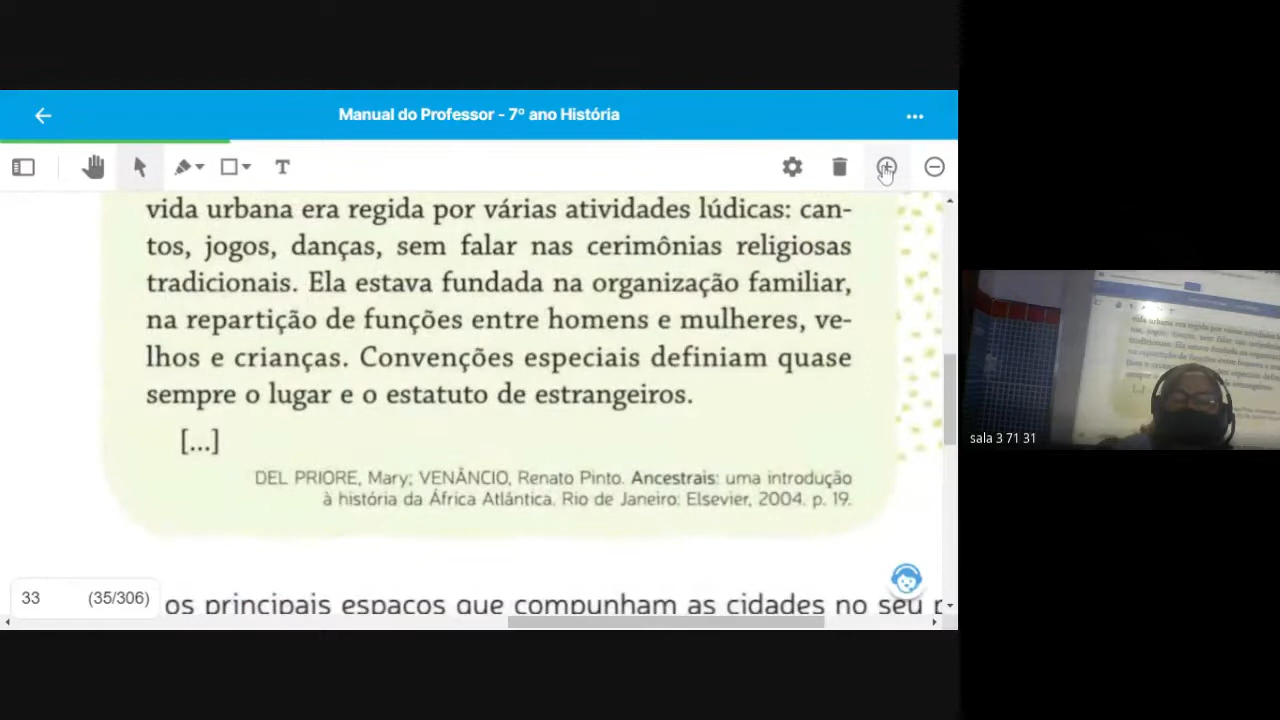 Manual do Professor - 7º ano História
vida urbana era regida por várias atividades lúdicas: can-
tos, jogos, danças, sem falar nas cerimônias religiosas
tradicionais. Ela estava fundada na organização familiar,
na repartição de funções entre homens e mulheres, ve-
lhos e crianças. Convenções especiais definiam quase
sempre o lugar e o estatuto de estrangeiros.
[...]
DEL PRIORE, Mary; VENÂNCIO, Renato Pinto. Ancestrais: uma introdução
à história da África Atlântica. Rio de Janeiro: Elsevier, 2004. p. 19.
33 (35/306)
os principais espaços que compunham as cidades no seu
sala 3 71 31